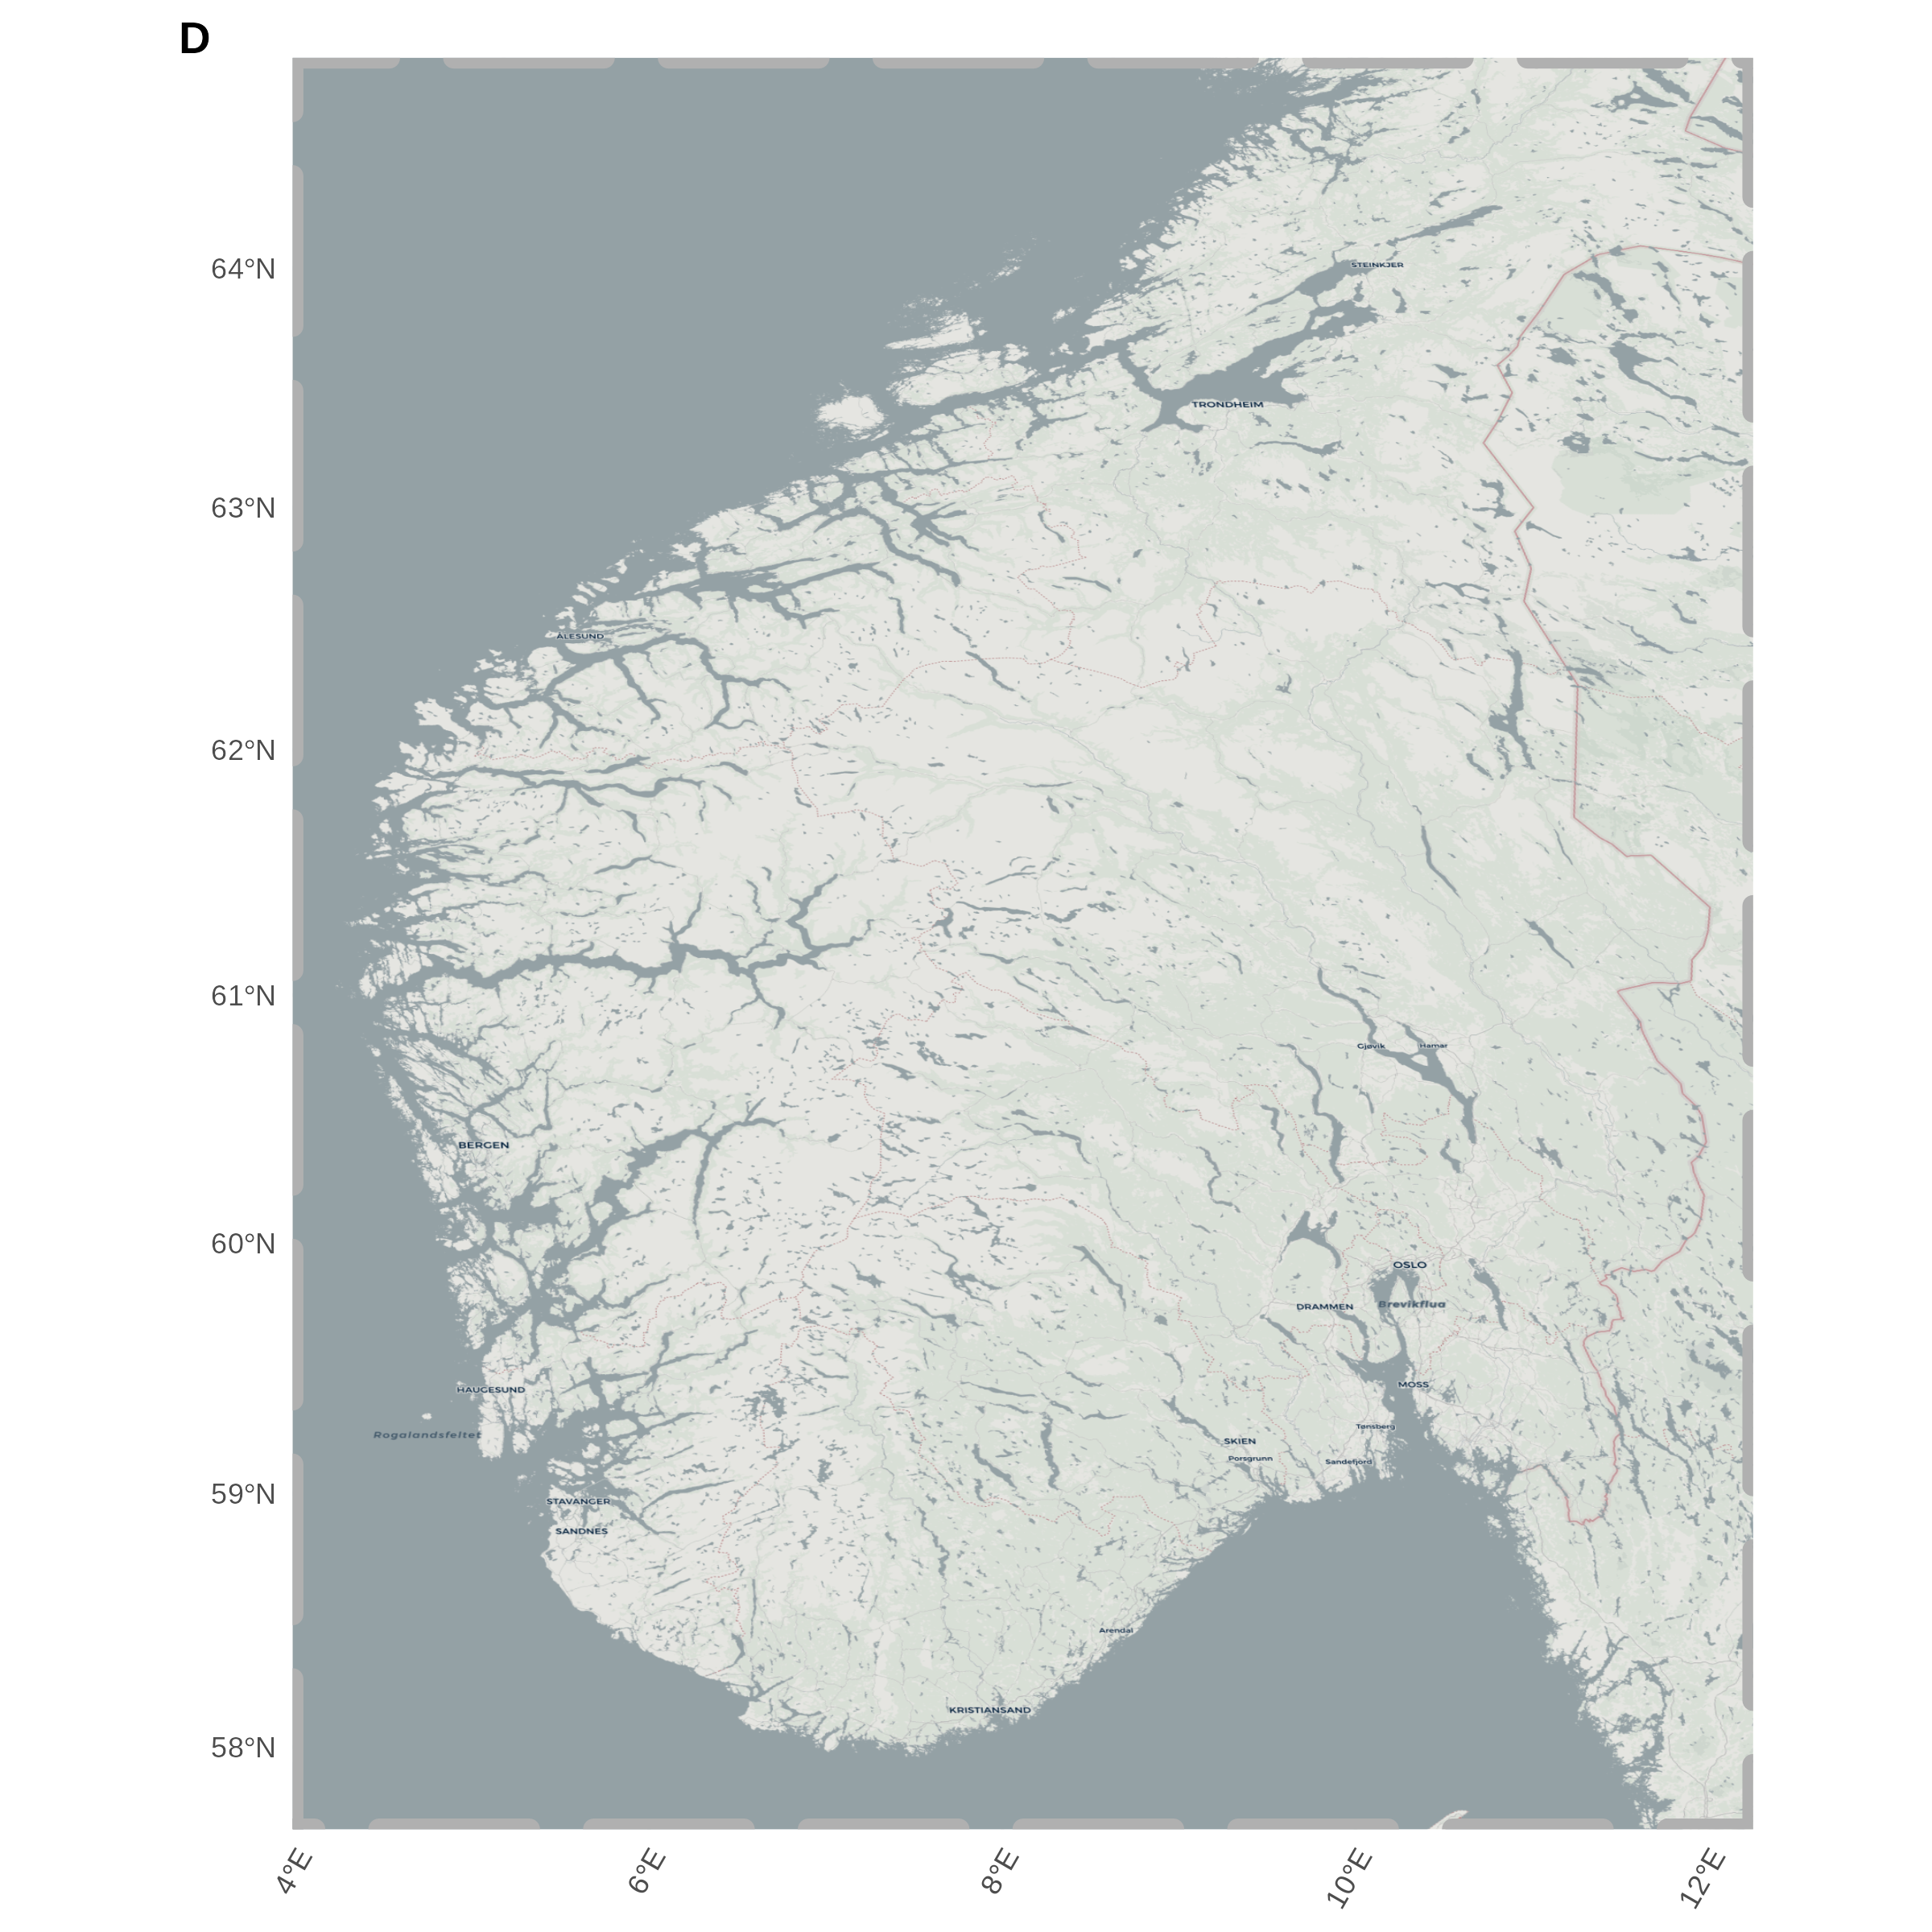 D
64°N
STEINKJER
TRONDHEIM
63°N
ÅLESUND
62°N
61°N
Gjøvik
Hamar
BERGEN
60°N
OSLO
DRAMMEN
Brevikflua
HAUGESUND
MOSS
Tønsberg
Rogalandsfeltet
SKIEN
Porsgrunn
Sandefjord
59°N
STAVANGER
SANDNES
Arendal
KRISTIANSAND
58°N
4°E
6°E
8°E
10°E
12°E